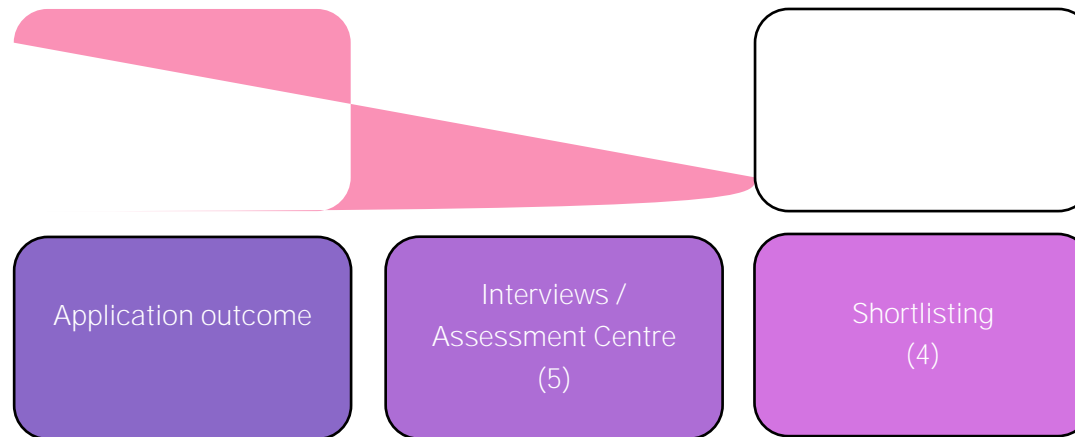 Application outcome
Interviews /
Assessment Centre
(5)
Shortlisting
(4)